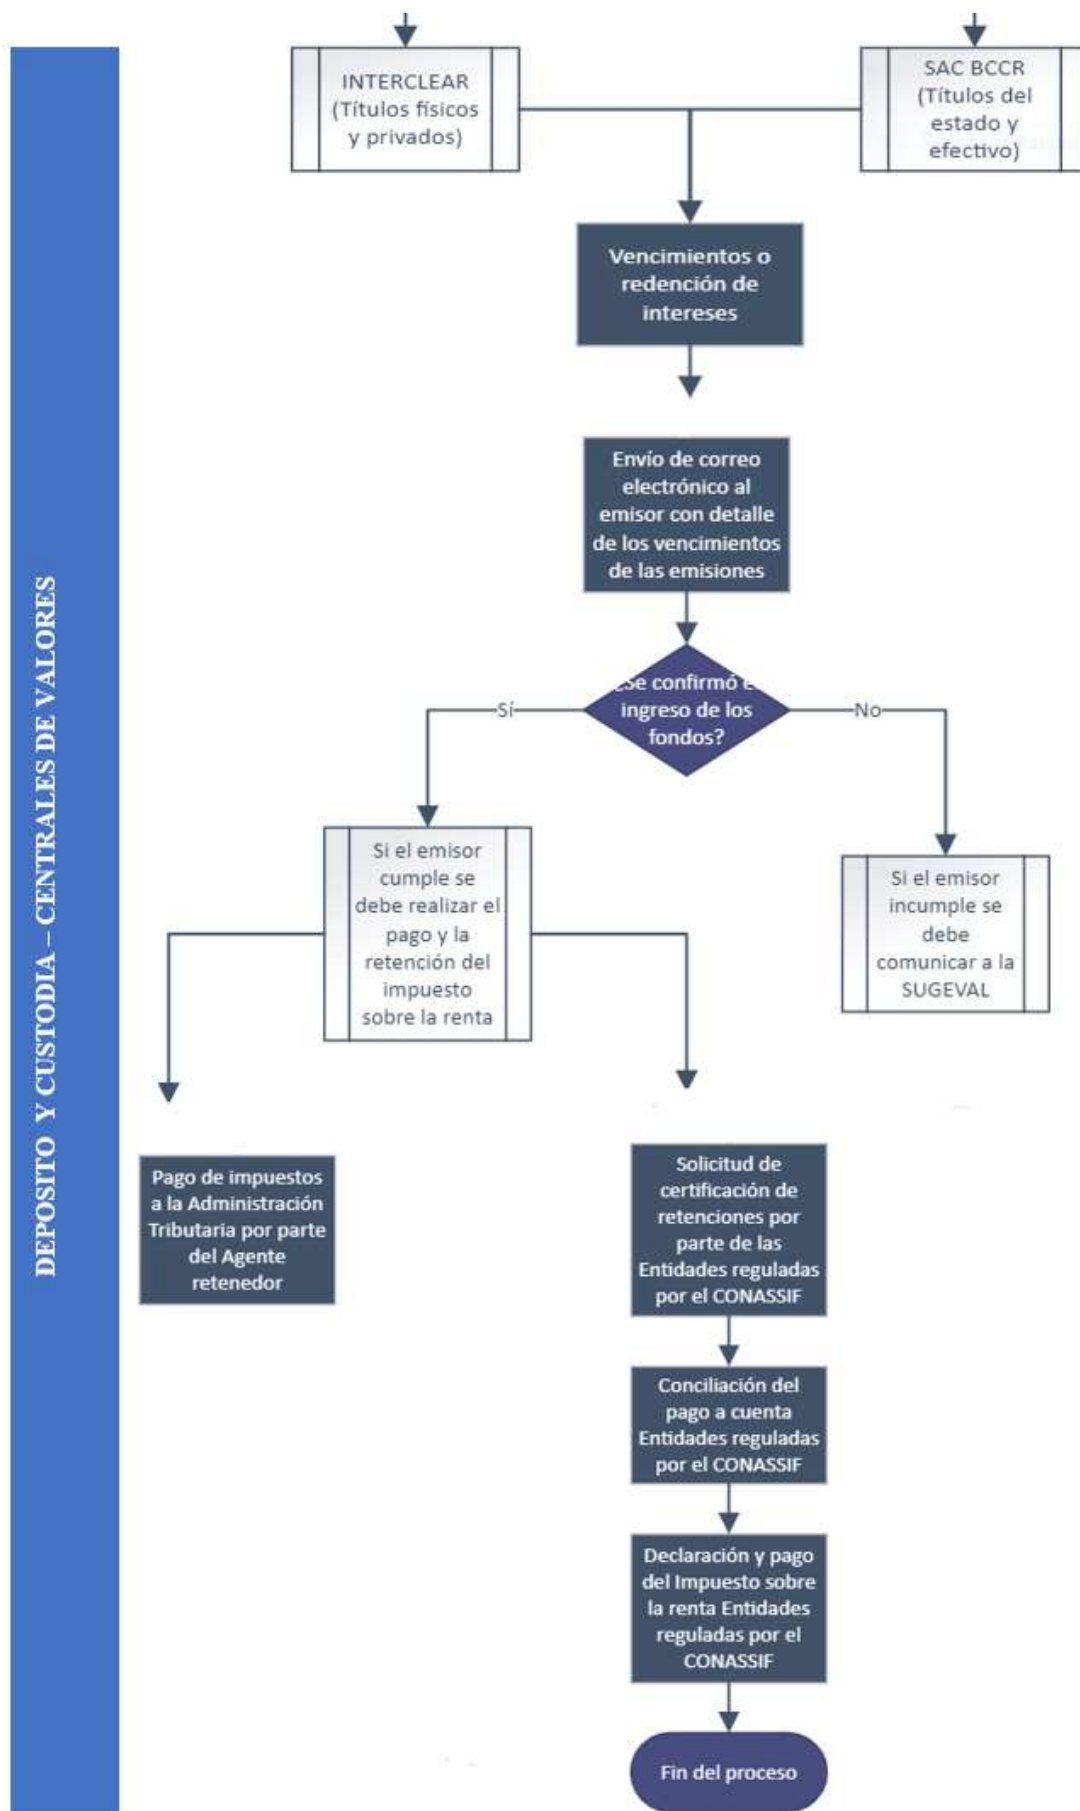 DEPOSITO Y CUSTODIA – CENTRALES DE VALORES
INTERCLEAR
(Títulos físicos
y privados)
SAC BCCR
(Títulos del
estado y
efectivo)
Vencimientos o
redención de
intereses
Envío de correo
electrónico al
emisor con detalle
de los vencimientos
de las emisiones
¿Se confirmó e
ingreso de los
fondos?
Sí
No
Si el emisor
cumple se
debe realizar el
pago y la
retención del
impuesto
sobre la renta
Si el emisor
incumple se
debe
comunicar a la
SUGEVAL
Pago de impuestos
a la Administración
Tributaria por parte
del Agente
retenedor
Solicitud de
certificación de
retenciones por
parte de las
Entidades reguladas
por el CONASSIF
Conciliación del
pago a cuenta
Entidades reguladas
por el CONASSIF
Declaración y pago
del Impuesto sobre
la renta Entidades
reguladas por el
CONASSIF
Fin del proceso